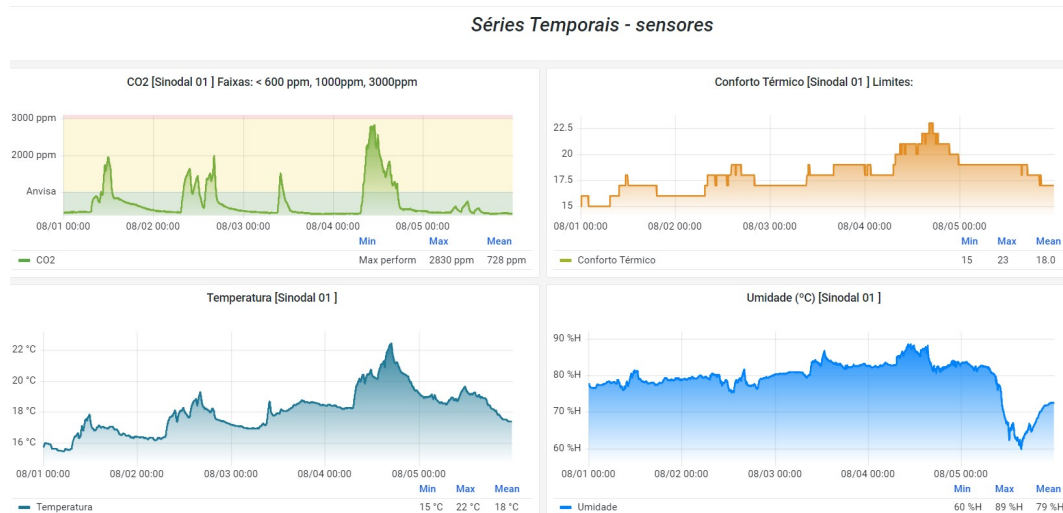 Séries Temporais - sensores
CO2 [Sinodal 01 ] Faixas: < 600 ppm, 1000ppm, 3000ppm
3000 ppm
2000 ppm
Anvisa
08/01 00:00 08/02 00:00 08/03 00:00 08/04 00:00 08/05 00:00
Min Max Mean
CO2 Max perform 2830 ppm 728 ppm
Conforto Térmico [Sinodal 01 ] Limites:
22.5
20
17.5
15
08/01 00:00 08/02 00:00 08/03 00:00 08/04 00:00 08/05 00:00
Min Max Mean
Conforto Térmico 15 23 18.0
Temperatura [Sinodal 01 ]
22 °C
20 °C
18 °C
16 °C
08/01 00:00 08/02 00:00 08/03 00:00 08/04 00:00 08/05 00:00
Min Max Mean
Temperatura 15 °C 22 °C 18 °C
Umidade (ºC) [Sinodal 01 ]
90 %H
80 %H
70 %H
60 %H
08/01 00:00 08/02 00:00 08/03 00:00 08/04 00:00 08/05 00:00
Min Max Mean
Umidade 60 %H 89 %H 79 %H